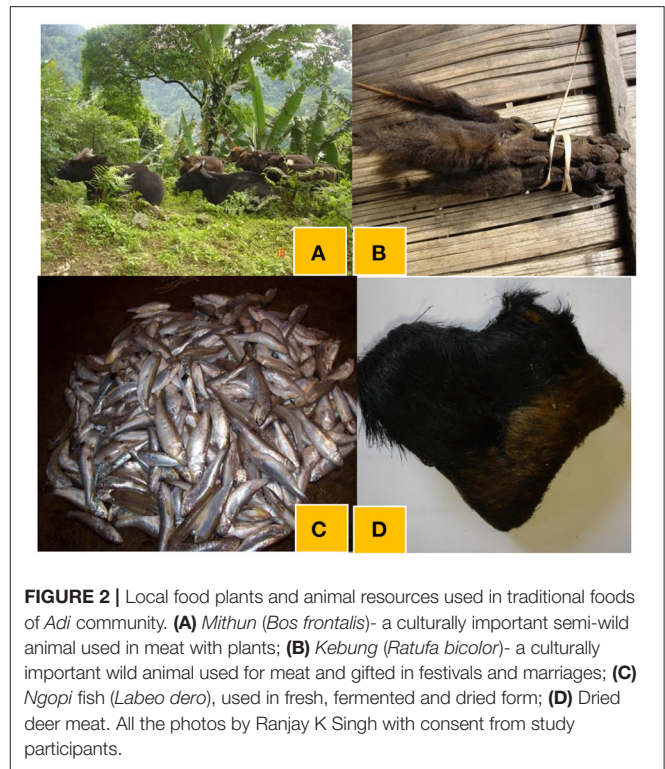 A B
C D
FIGURE 2 | Local food plants and animal resources used in traditional foods
of Adi community. (A) Mithun (Bos frontalis)- a culturally important semi-wild
animal used in meat with plants; (B) Kebung (Ratufa bicolor)- a culturally
important wild animal used for meat and gifted in festivals and marriages; (C)
Ngopi fish (Labeo dero), used in fresh, fermented and dried form; (D) Dried
deer meat. All the photos by Ranjay K Singh with consent from study
participants.